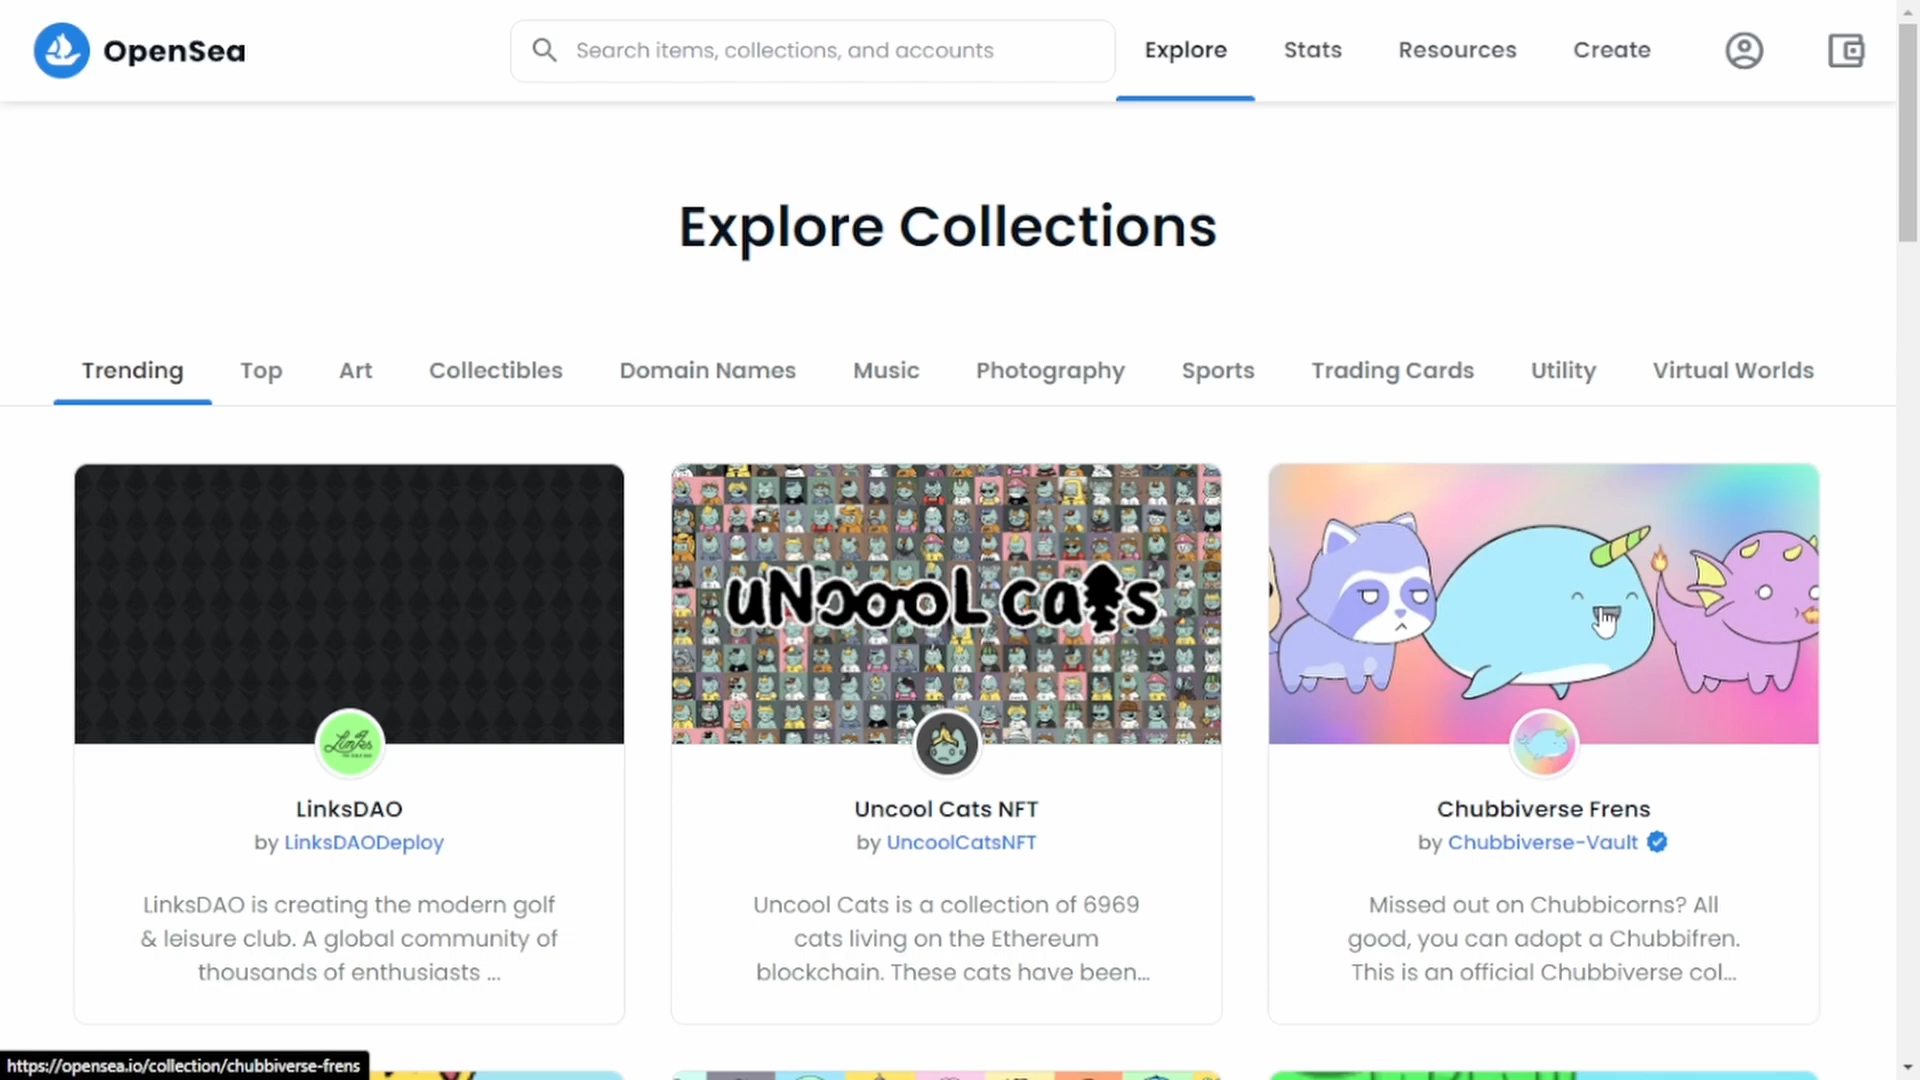 OpenSea
Search items, collections, and accounts
Explore
Stats
Resources
Create
Explore Collections
Trending
Top
Art
Collectibles
Domain Names
Music
Photography
Sports
Trading Cards
Utility
Virtual Worlds
uNcooL cats
Links
LinksDAO
by LinksDAODeploy
LinksDAO is creating the modern golf
& leisure club. A global community of
thousands of enthusiasts ...
Uncool Cats NFT
by UncoolCatsNFT
Uncool Cats is a collection of 6969
cats living on the Ethereum
blockchain. These cats have been...
Chubbiverse Frens
by Chubbiverse-Vault
Missed out on Chubbicorns? All
good, you can adopt a Chubbifren.
This is an official Chubbiverse col...
https://opensea.io/collection/chubbiverse-frens